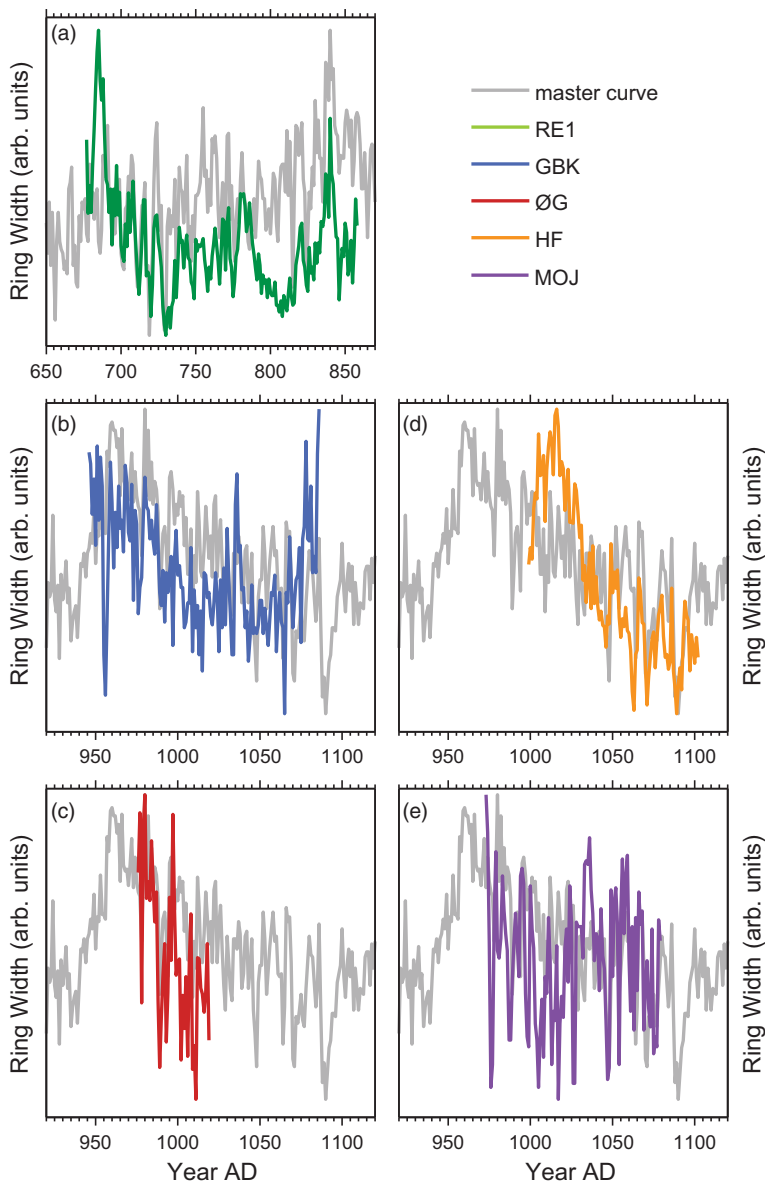 (a)
Ring Width (arb. units)
650 700 750 800 850
master curve
RE1
GBK
ØG
HF
MOJ
(b)
Ring Width (arb. units)
950 1000 1050 1100
(d)
Ring Width (arb. units)
950 1000 1050 1100
(c)
Ring Width (arb. units)
950 1000 1050 1100
Year AD
(e)
Ring Width (arb. units)
950 1000 1050 1100
Year AD